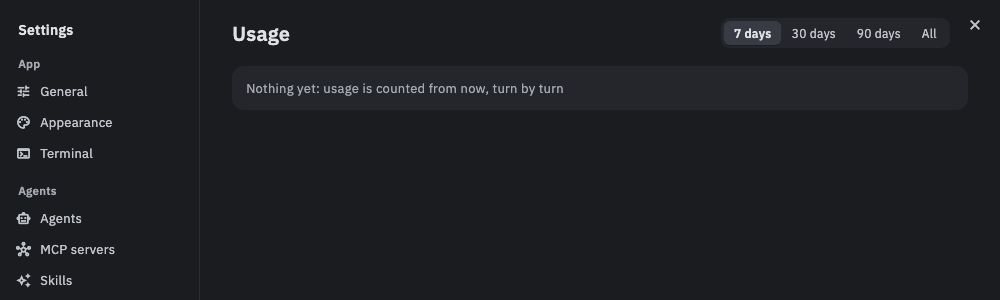 Settings
App
General
Appearance
Terminal
Agents
Agents
MCP servers
Skills
Usage
7 days
30 days
90 days
All
Nothing yet: usage is counted from now, turn by turn